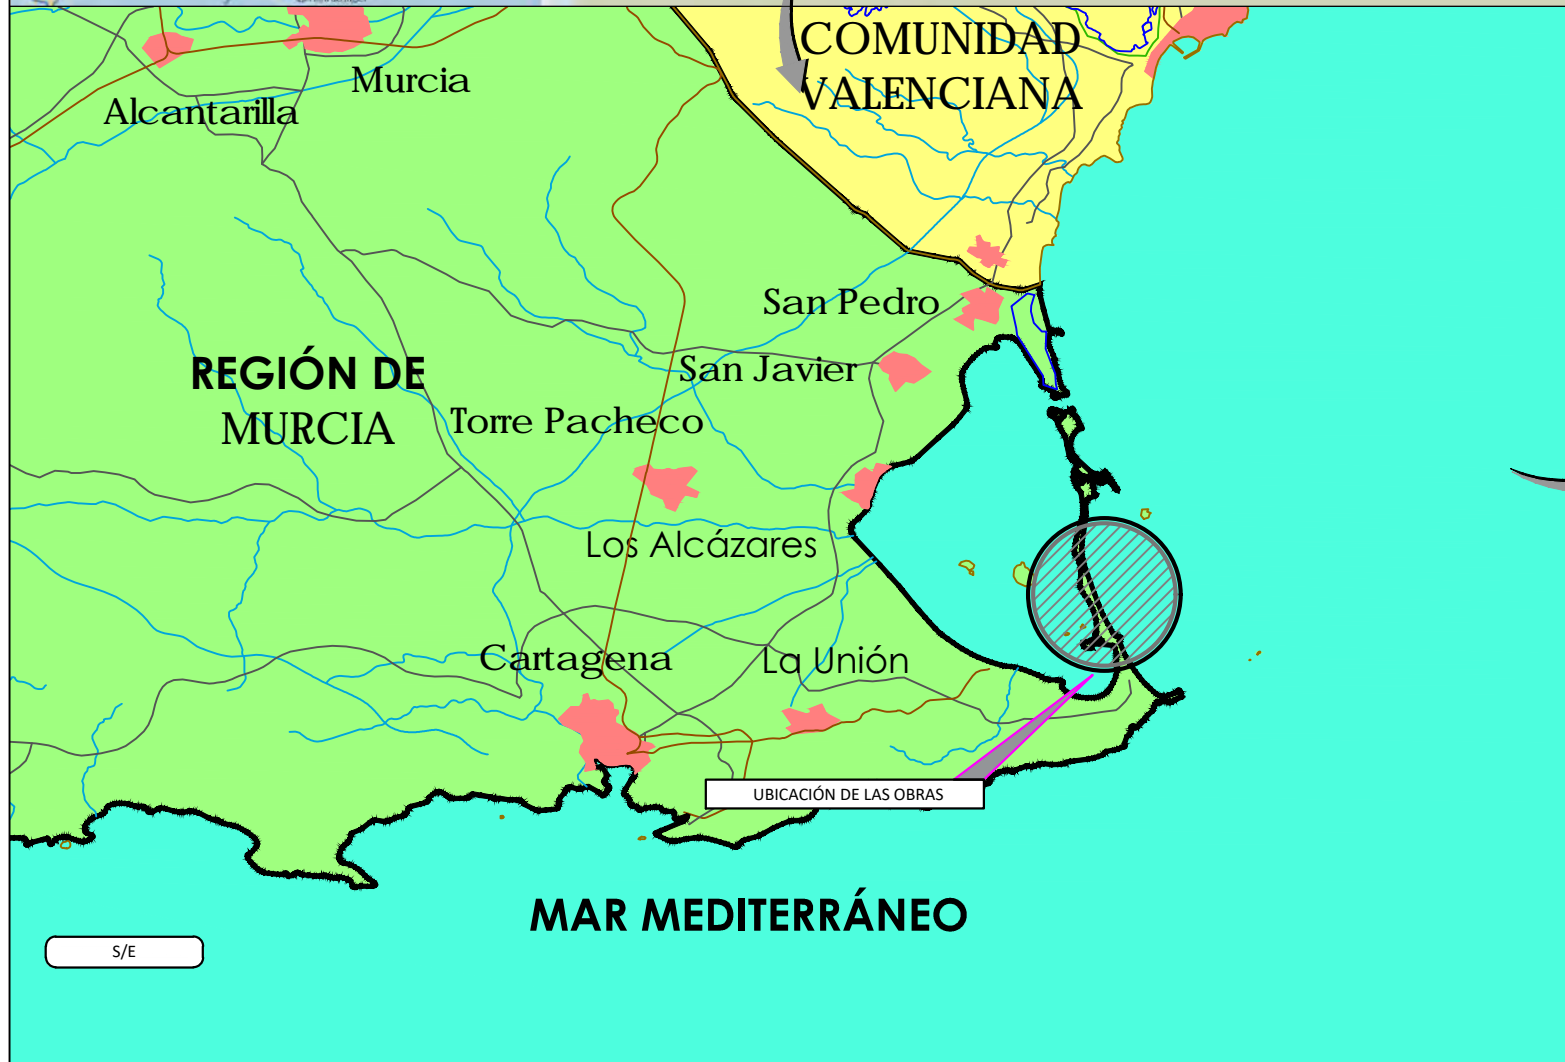 COMUNIDAD
VALENCIANA
Murcia
Alcantarilla
San Pedro
San Javier
REGIÓN DE
MURCIA
Torre Pacheco
Los Alcázares
Cartagena
La Unión
UBICACIÓN DE LAS OBRAS
MAR MEDITERRÁNEO
S/E